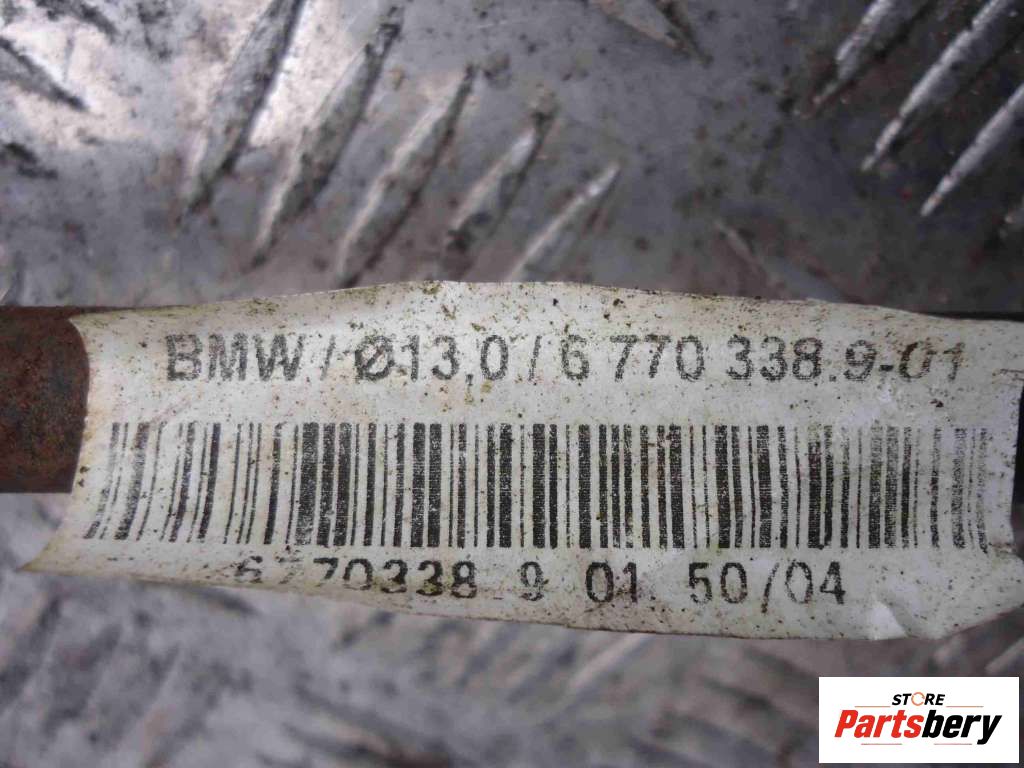 BMW / Ø13,0 / 6 770 338.9-01
6770338 9 01 50/04
STORE
Partsbery